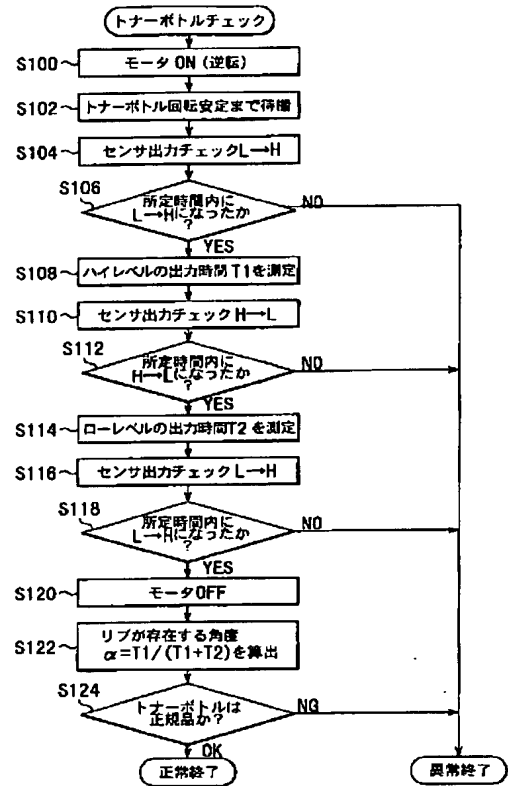 トナーボトルチェック
S100 モータ ON (逆転)
S102 トナーボトル回転安定まで待機
S104 センサ出力チェックL→H
S106 所定時間内に
L→Hになったか
?
NO
YES
S108 ハイレベルの出力時間 T1を測定
S110 センサ出力チェック H→L
S112 所定時間内に
H→Lになったか
?
NO
YES
S114 ローレベルの出力時間T2 を測定
S116 センサ出力チェック L→H
S118 所定時間内に
L→Hになったか
?
NO
YES
S120 モータOFF
S122 リブが存在する角度
α=T1/(T1+T2)を算出
S124 トナーボトルは
正規品か?
NG
OK
正常終了
異常終了